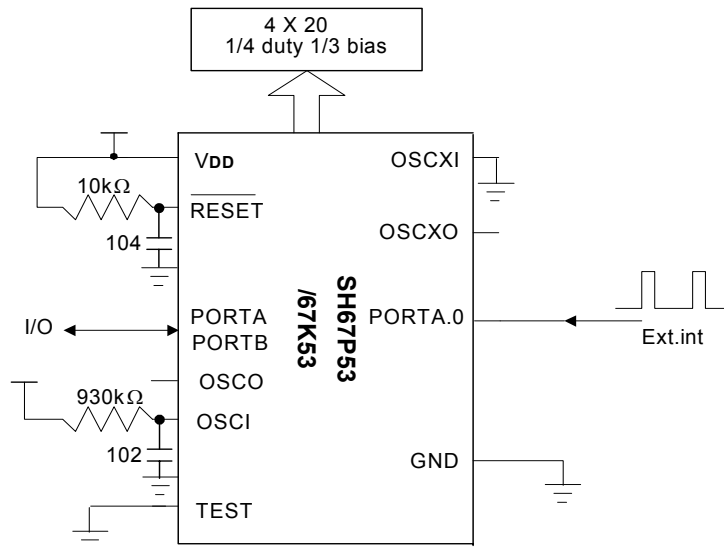 4 X 20
1/4 duty 1/3 bias
VDD
OSCXI
10kΩ
RESET
OSCXO
104
SH67P53
/67K53
PORTA
PORTB
PORTA.0
I/O
Ext.int
OSCO
930kΩ
OSCI
102
GND
TEST